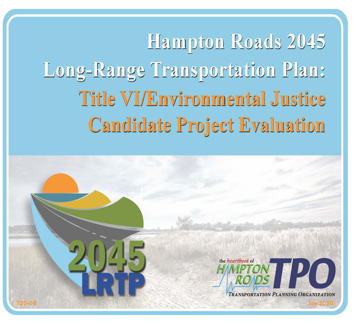 Hampton Roads 2045
Long-Range Transportation Plan:
Title VI/Environmental Justice
Candidate Project Evaluation
2045
LRTP
the heartbeat of
HAMPTON
ROADS
TPO
TRANSPORTATION PLANNING ORGANIZATION